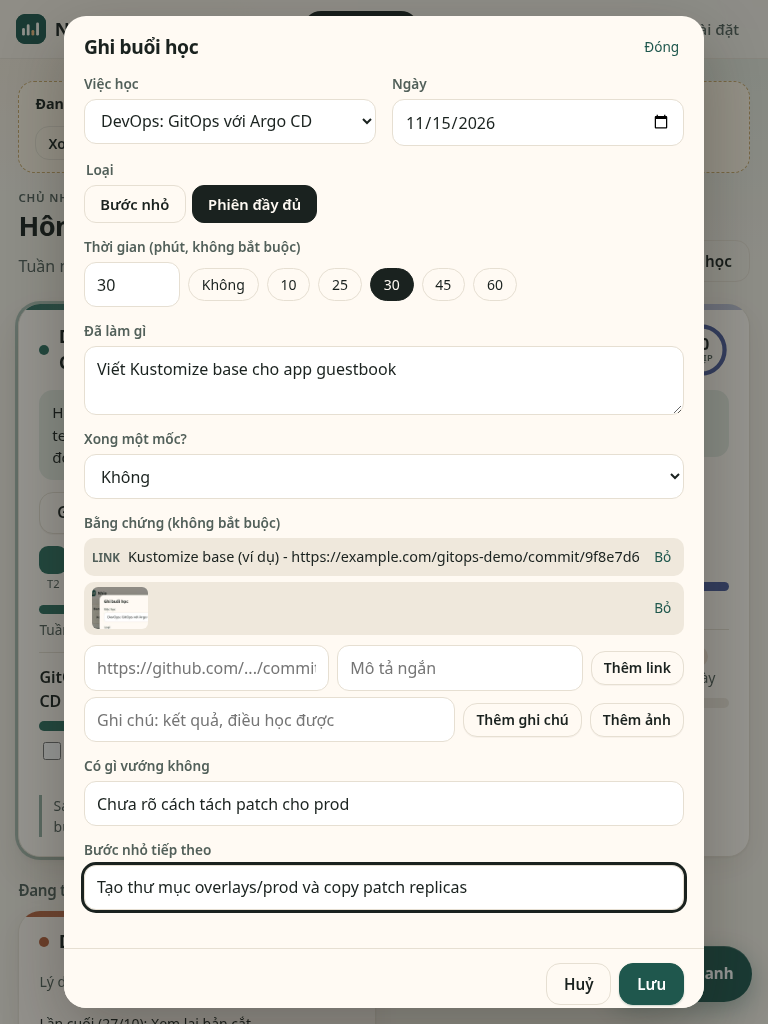 Ghi buổi học
Đóng
Việc học
Ngày
DevOps: GitOps với Argo CD
11/15/2026
Loại
Bước nhỏ
Phiên đầy đủ
Thời gian (phút, không bắt buộc)
30
Không
10
25
30
45
60
Đã làm gì
Viết Kustomize base cho app guestbook
Xong một mốc?
Không
Bằng chứng (không bắt buộc)
LINK Kustomize base (ví dụ) - https://example.com/gitops-demo/commit/9f8e7d6 Bỏ
Bỏ
https://github.com/.../commit
Mô tả ngắn
Thêm link
Ghi chú: kết quả, điều học được
Thêm ghi chú
Thêm ảnh
Có gì vướng không
Chưa rõ cách tách patch cho prod
Bước nhỏ tiếp theo
Tạo thư mục overlays/prod và copy patch replicas
Huỷ
Lưu
T2